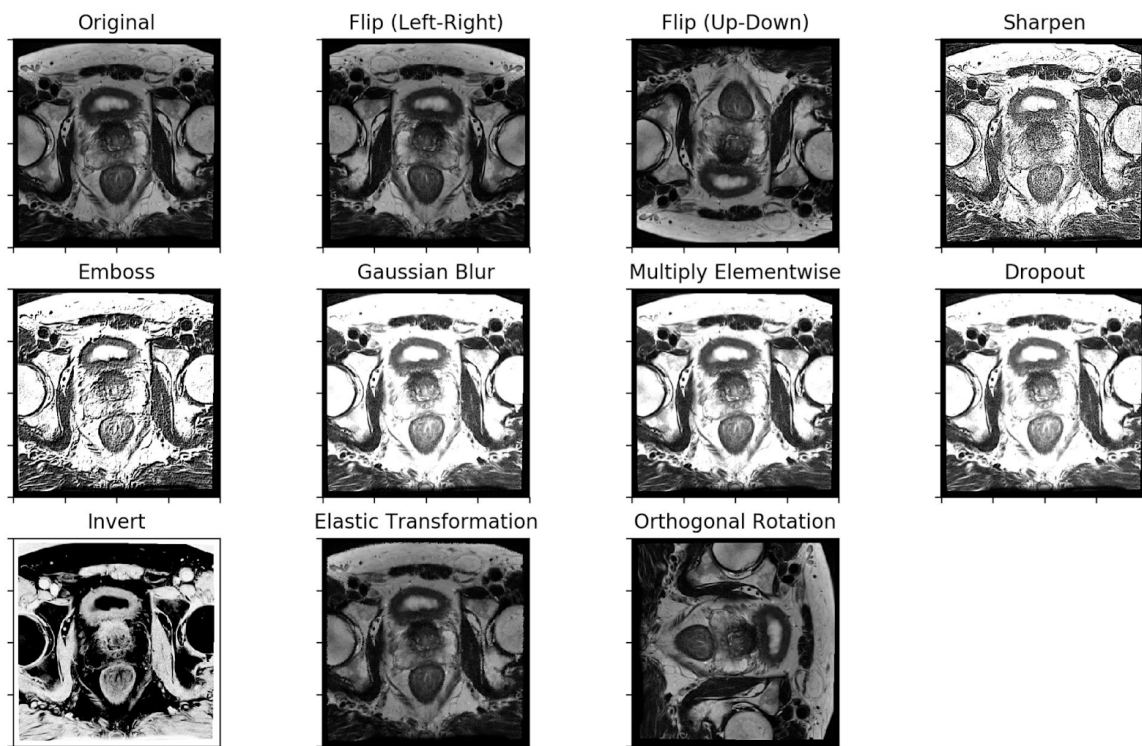 Original
Flip (Left-Right)
Flip (Up-Down)
Sharpen
Emboss
Gaussian Blur
Multiply Elementwise
Dropout
Invert
Elastic Transformation
Orthogonal Rotation